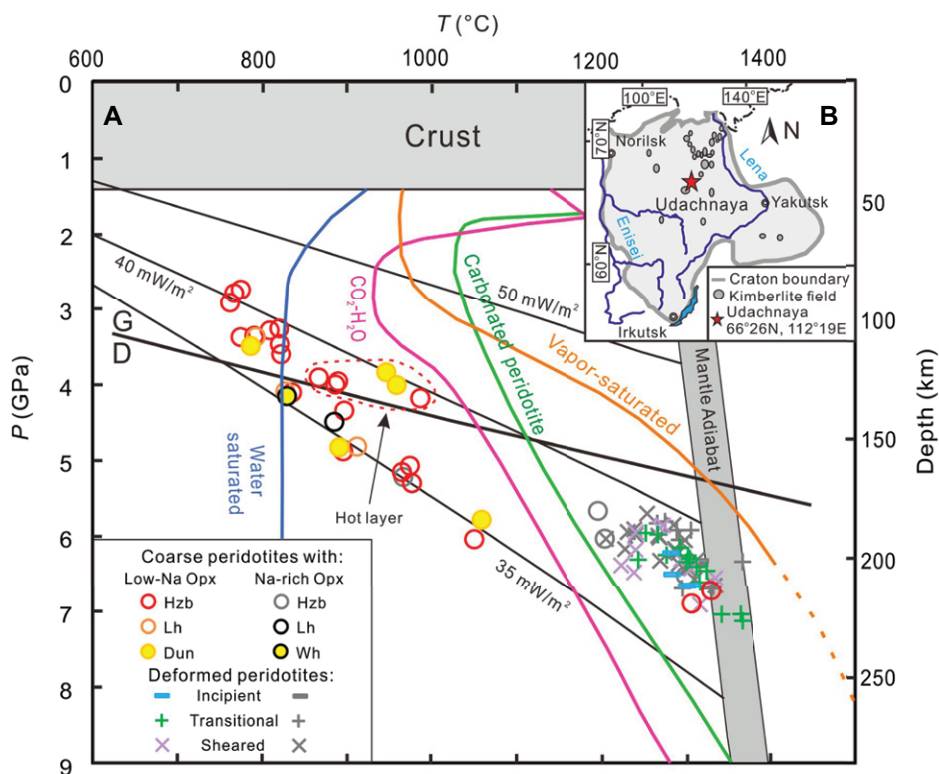 T (°C)
600 800 1000 1200 1400
0
1
2
3
4
5
6
7
8
9
P (GPa)
50
100
150
200
250
Depth (km)
A
Crust
40 mW/m²
50 mW/m²
35 mW/m²
G
D
Water
saturated
CO₂-H₂O
Carbonated peridotite
Vapor-saturated
Mantle Adiabat
Hot layer
B
100°E
140°E
70°N
60°N
N
Norilsk
Lena
Udachnaya
Yakutsk
Enisei
Irkutsk
Craton boundary
Kimberlite field
Udachnaya
66°26N, 112°19E
Coarse peridotites with:
Low-Na Opx Na-rich Opx
Hzb Hzb
Lh Lh
Dun Wh
Deformed peridotites:
Incipient
Transitional
Sheared